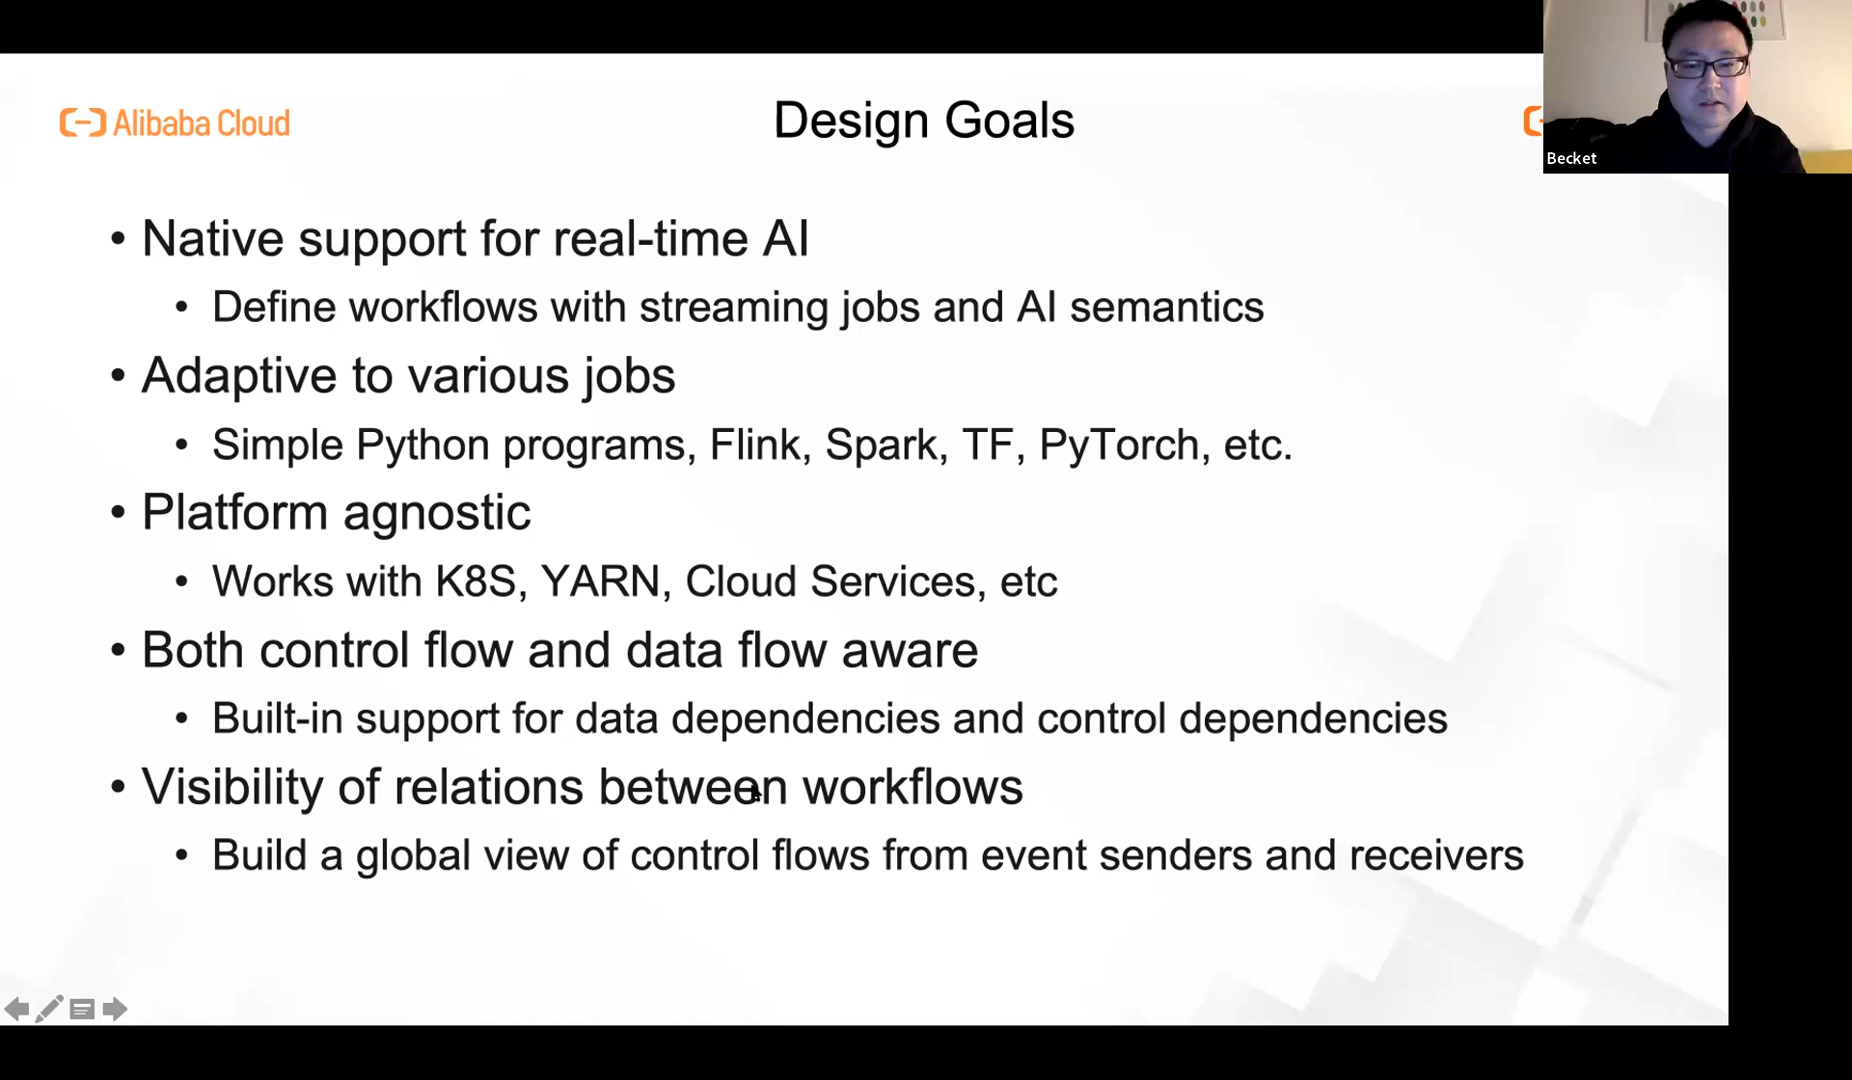 Alibaba Cloud
Design Goals
Becket
• Native support for real-time AI
• Define workflows with streaming jobs and AI semantics
• Adaptive to various jobs
• Simple Python programs, Flink, Spark, TF, PyTorch, etc.
• Platform agnostic
• Works with K8S, YARN, Cloud Services, etc
• Both control flow and data flow aware
• Built-in support for data dependencies and control dependencies
• Visibility of relations between workflows
• Build a global view of control flows from event senders and receivers